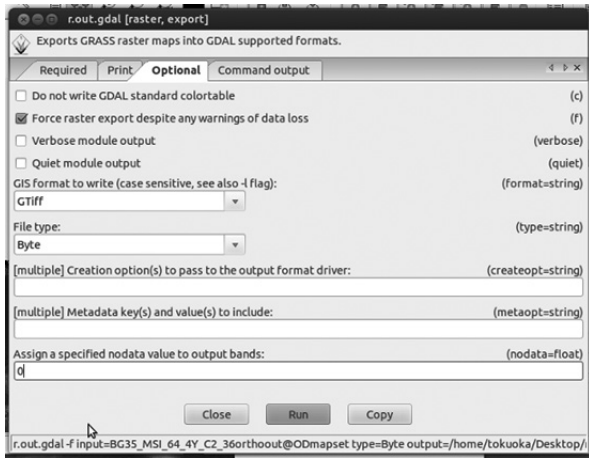 r.out.gdal [raster, export]
Exports GRASS raster maps into GDAL supported formats.
Required Print Optional Command output
Do not write GDAL standard colortable (c)
Force raster export despite any warnings of data loss (f)
Verbose module output (verbose)
Quiet module output (quiet)
GIS format to write (case sensitive, see also -l flag): (format=string)
GTiff
File type: (type=string)
Byte
[multiple] Creation option(s) to pass to the output format driver: (createopt=string)
[multiple] Metadata key(s) and value(s) to include: (metaopt=string)
Assign a specified nodata value to output bands: (nodata=float)
0
Close Run Copy
r.out.gdal -f input=BG35_MSI_64_4Y_C2_36orthoout@ODmapset type=Byte output=/home/tokuoka/Desktop/